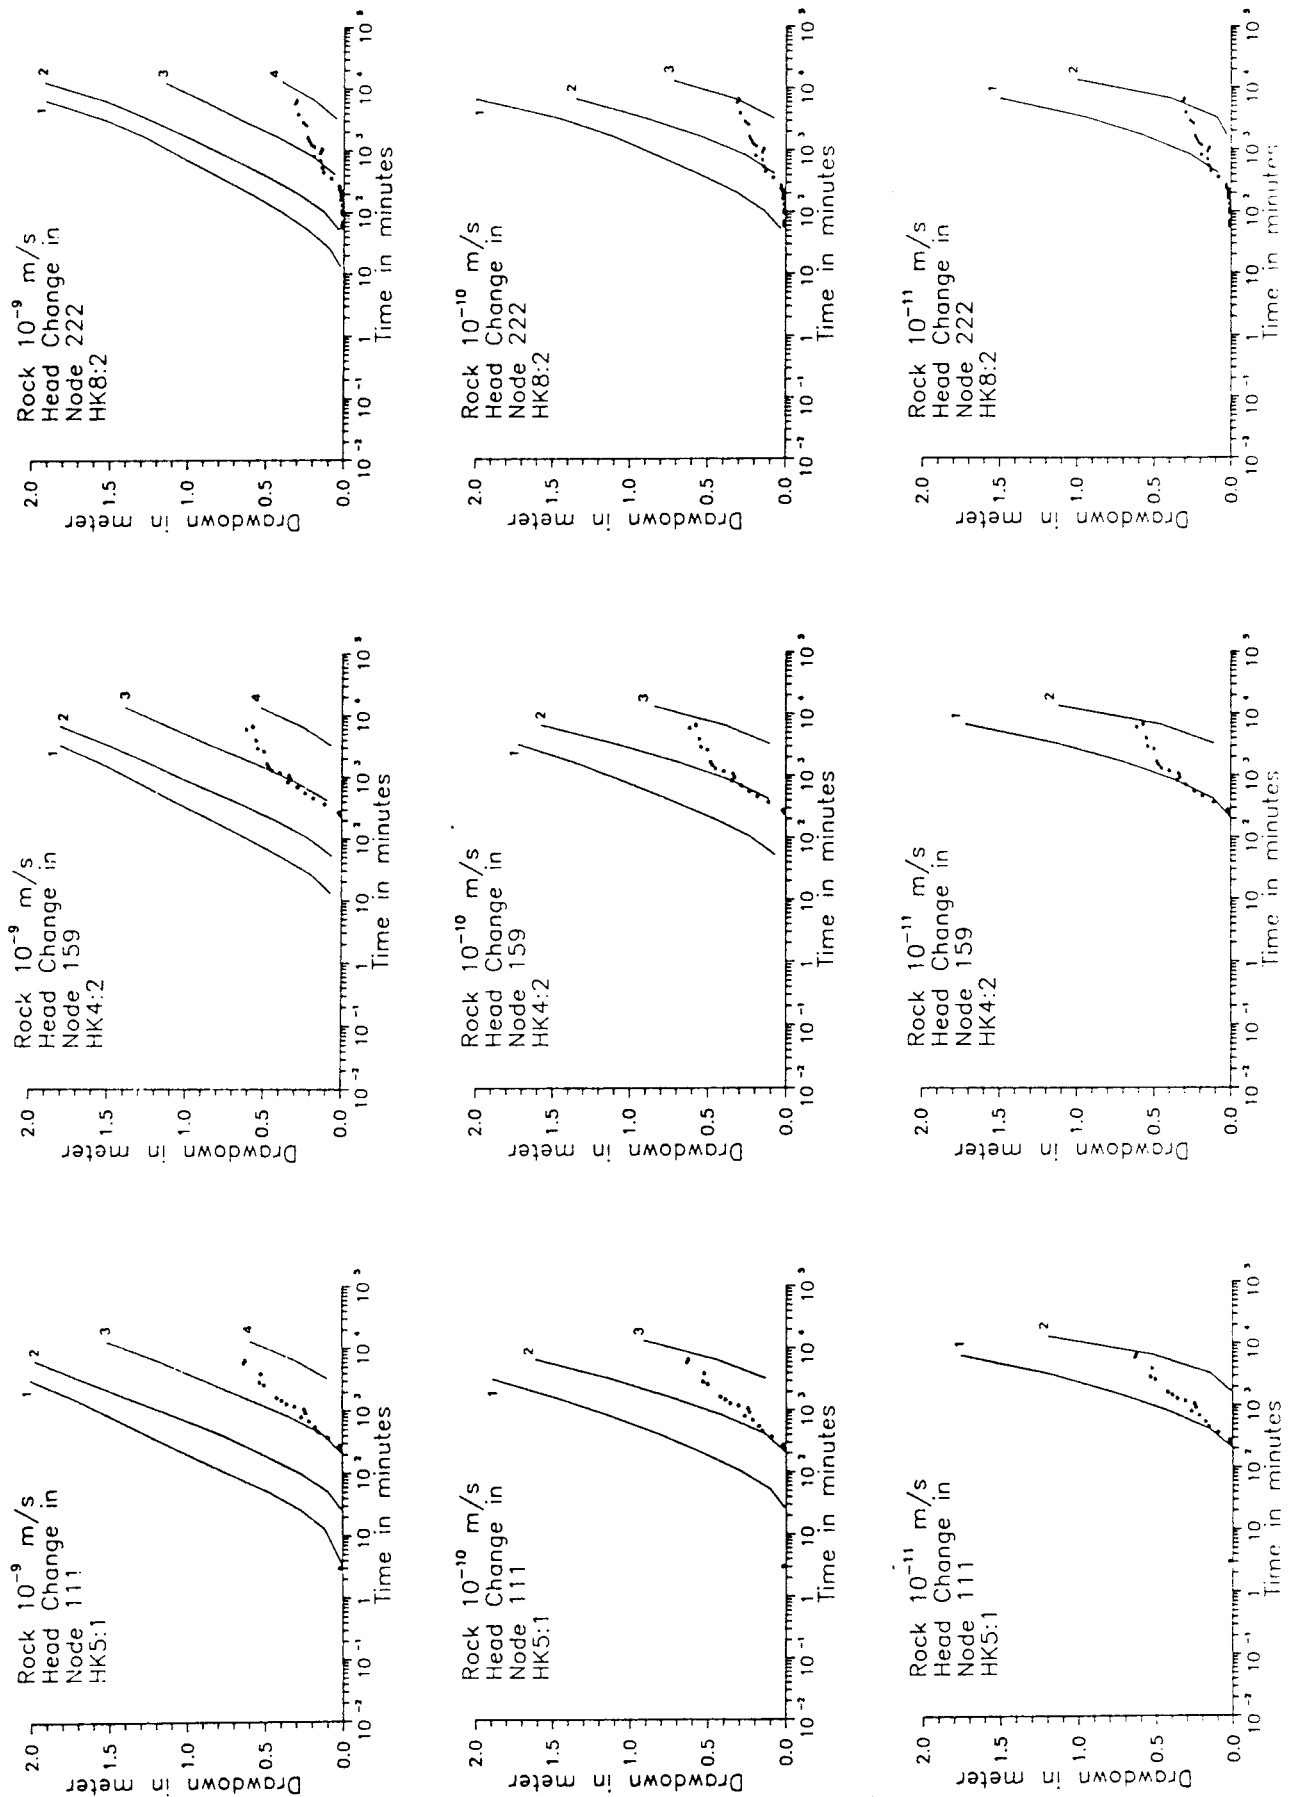 Rock 10⁻⁹ m/s
Head Change in
Node 111
HK5:1
1
2
3
4
2.0
1.5
1.0
0.5
0.0
Drawdown in meter
10⁻² 10⁻¹ 1 10 10² 10³ 10⁴ 10⁵
Time in minutes
Rock 10⁻⁹ m/s
Head Change in
Node 159
HK4:2
1
2
3
4
2.0
1.5
1.0
0.5
0.0
Drawdown in meter
10⁻² 10⁻¹ 1 10 10² 10³ 10⁴ 10⁵
Time in minutes
Rock 10⁻⁹ m/s
Head Change in
Node 222
HK8:2
1
2
3
4
2.0
1.5
1.0
0.5
0.0
Drawdown in meter
10⁻² 10⁻¹ 1 10 10² 10³ 10⁴ 10⁵
Time in minutes
Rock 10⁻¹⁰ m/s
Head Change in
Node 111
HK5:1
1
2
3
2.0
1.5
1.0
0.5
0.0
Drawdown in meter
10⁻² 10⁻¹ 1 10 10² 10³ 10⁴ 10⁵
Time in minutes
Rock 10⁻¹⁰ m/s
Head Change in
Node 159
HK4:2
1
2
3
2.0
1.5
1.0
0.5
0.0
Drawdown in meter
10⁻² 10⁻¹ 1 10 10² 10³ 10⁴ 10⁵
Time in minutes
Rock 10⁻¹⁰ m/s
Head Change in
Node 222
HK8:2
1
2
3
2.0
1.5
1.0
0.5
0.0
Drawdown in meter
10⁻² 10⁻¹ 1 10 10² 10³ 10⁴ 10⁵
Time in minutes
Rock 10⁻¹¹ m/s
Head Change in
Node 111
HK5:1
1
2
2.0
1.5
1.0
0.5
0.0
Drawdown in meter
10⁻² 10⁻¹ 1 10 10² 10³ 10⁴ 10⁵
Time in minutes
Rock 10⁻¹¹ m/s
Head Change in
Node 159
HK4:2
1
2
2.0
1.5
1.0
0.5
0.0
Drawdown in meter
10⁻² 10⁻¹ 1 10 10² 10³ 10⁴ 10⁵
Time in minutes
Rock 10⁻¹¹ m/s
Head Change in
Node 222
HK8:2
1
2
2.0
1.5
1.0
0.5
0.0
Drawdown in meter
10⁻² 10⁻¹ 1 10 10² 10³ 10⁴ 10⁵
Time in minutes